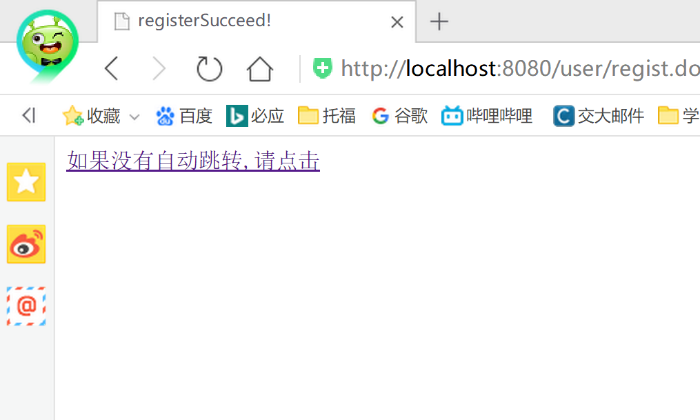 registerSucceed!
http://localhost:8080/user/regist.do
收藏 百度 必应 托福 谷歌 哔哩哔哩 交大邮件 学
如果没有自动跳转,请点击